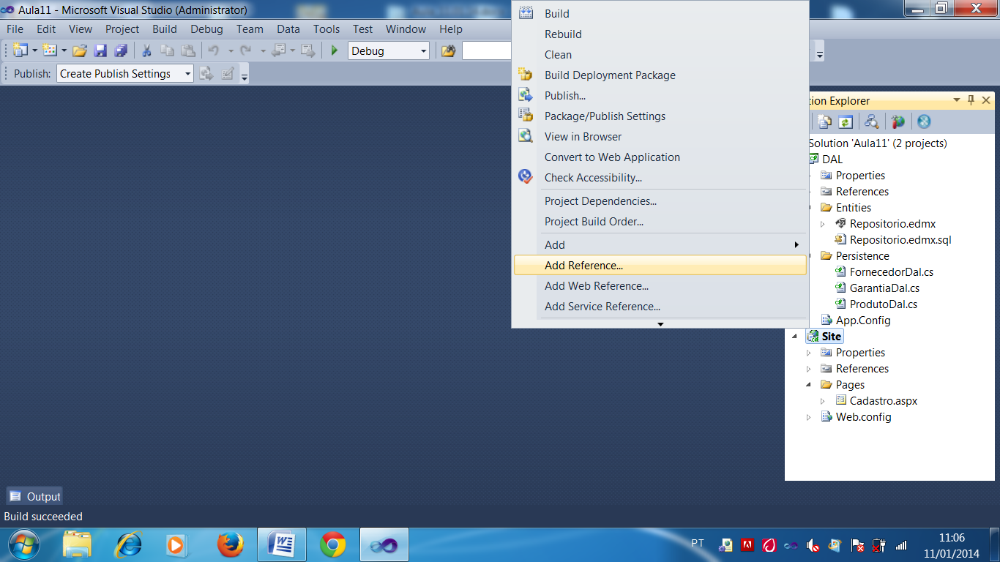 Aula11 - Microsoft Visual Studio (Administrator)
File Edit View Project Build Debug Team Data Tools Test Window Help
Debug
Publish: Create Publish Settings
Build
Rebuild
Clean
Build Deployment Package
Publish...
Package/Publish Settings
View in Browser
Convert to Web Application
Check Accessibility...
Project Dependencies...
Project Build Order...
Add
Add Reference...
Add Web Reference...
Add Service Reference...
tion Explorer
Solution 'Aula11' (2 projects)
DAL
Properties
References
Entities
Repositorio.edmx
Repositorio.edmx.sql
Persistence
FornecedorDal.cs
GarantiaDal.cs
ProdutoDal.cs
App.Config
Site
Properties
References
Pages
Cadastro.aspx
Web.config
Output
Build succeeded
PT
11:06
11/01/2014